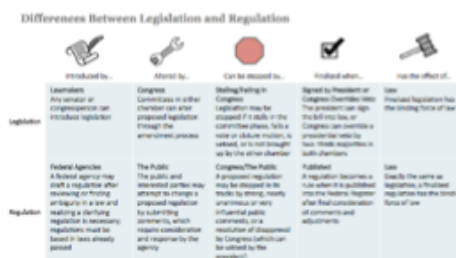 Differences Between Legislation and Regulation
Introduced by...
Altered by...
Can be stopped by...
Finalized when...
Has the effect of...
Legislation
Lawmakers
Any senator or
congressperson can
introduce legislation
Congress
Committees in either
chamber can alter
proposed legislation
through the
amendment process
Stalling/Failing in
Congress
Legislation may be
stopped if it stalls in the
committee phase, fails a
vote or cloture motion, is
vetoed, or is not brought
up by the other chamber
Signed by President or
Congress Overrides Veto
The president can sign
the bill into law, or
Congress can override a
presidential veto by
two-thirds majorities in
both chambers
Law
Finalized legislation has
the binding force of law
Regulation
Federal Agencies
A federal agency may
draft a regulation after
reviewing or finding
ambiguity in a law and
realizing a clarifying
regulation is necessary;
regulations must be
based in laws already
passed
The Public
The public and
interested parties may
attempt to change a
proposed regulation
by submitting
comments, which
require consideration
and response by the
agency
Congress/The Public
A proposed regulation
may be stopped in its
tracks by strong, nearly
unanimous or very
influential public
comments, or a
resolution of disapproval
by Congress (which can
be vetoed by the
president)
Published
A regulation becomes a
rule when it is published
into the Federal Register
after final consideration
of comments and
adjustments
Law
Exactly the same as
legislation, a finalized
regulation has the binding
force of law